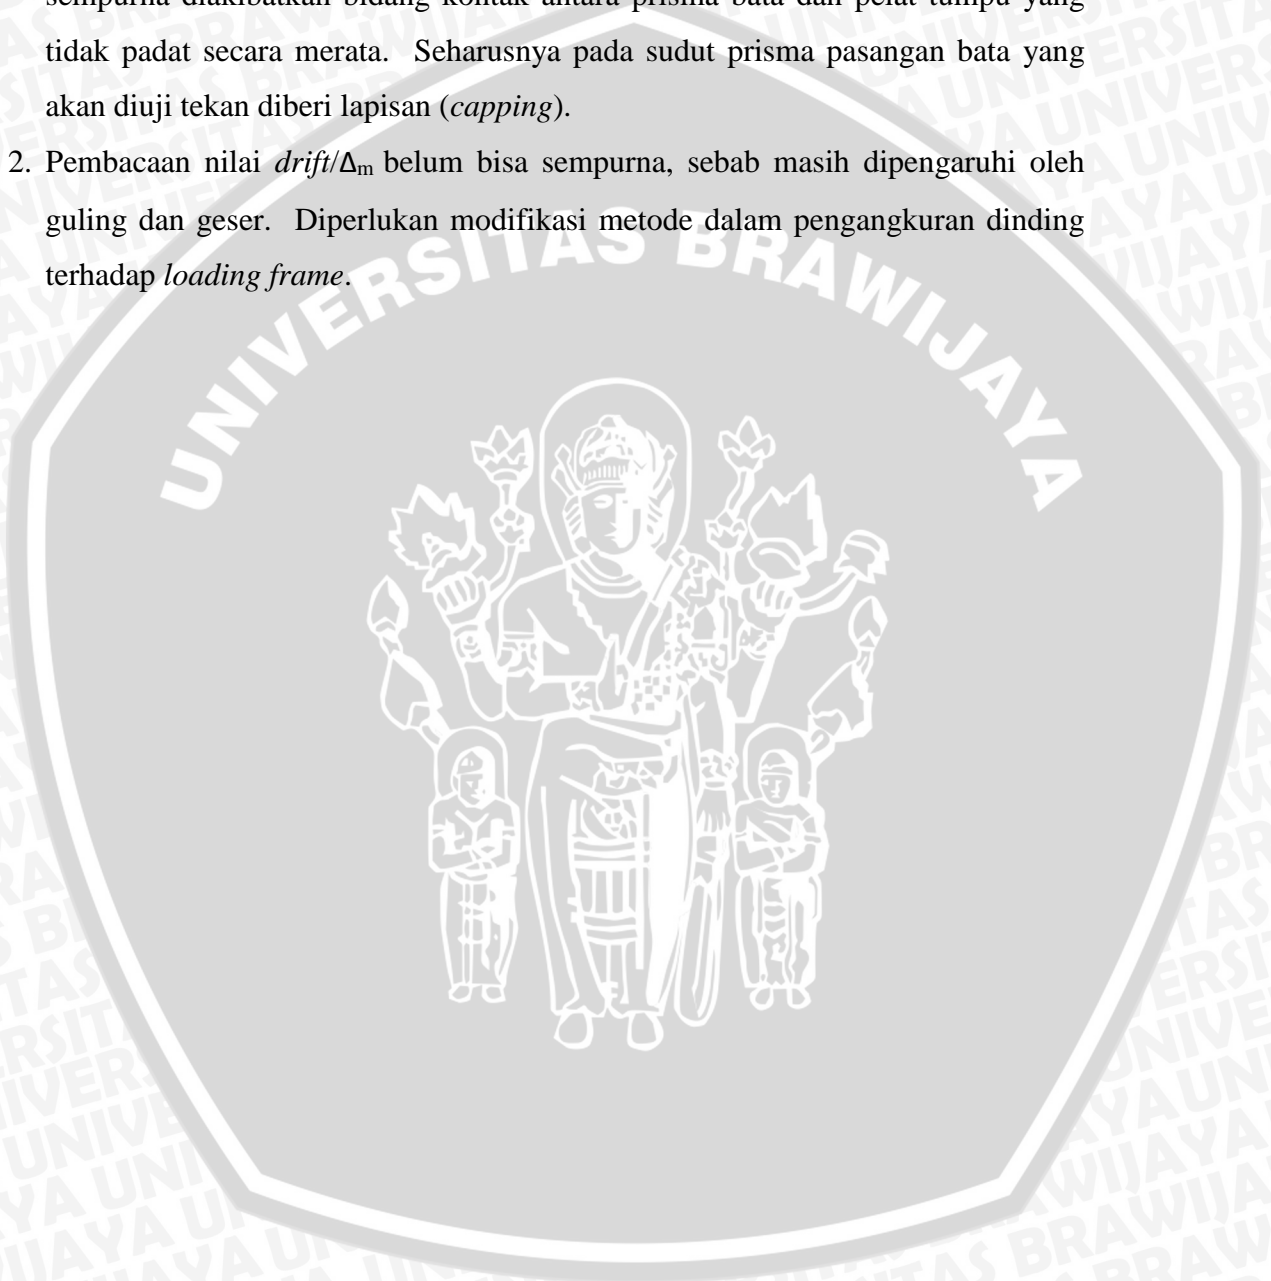 sempurna diakibatkan bidang kontak antara prisma bata dan pelat tumpu yang
tidak padat secara merata. Seharusnya pada sudut prisma pasangan bata yang
akan diuji tekan diberi lapisan (capping).
2. Pembacaan nilai drift/Δm belum bisa sempurna, sebab masih dipengaruhi oleh
guling dan geser. Diperlukan modifikasi metode dalam pengangkuran dinding
terhadap loading frame.
UNIVERSITAS BRAWIJAYA